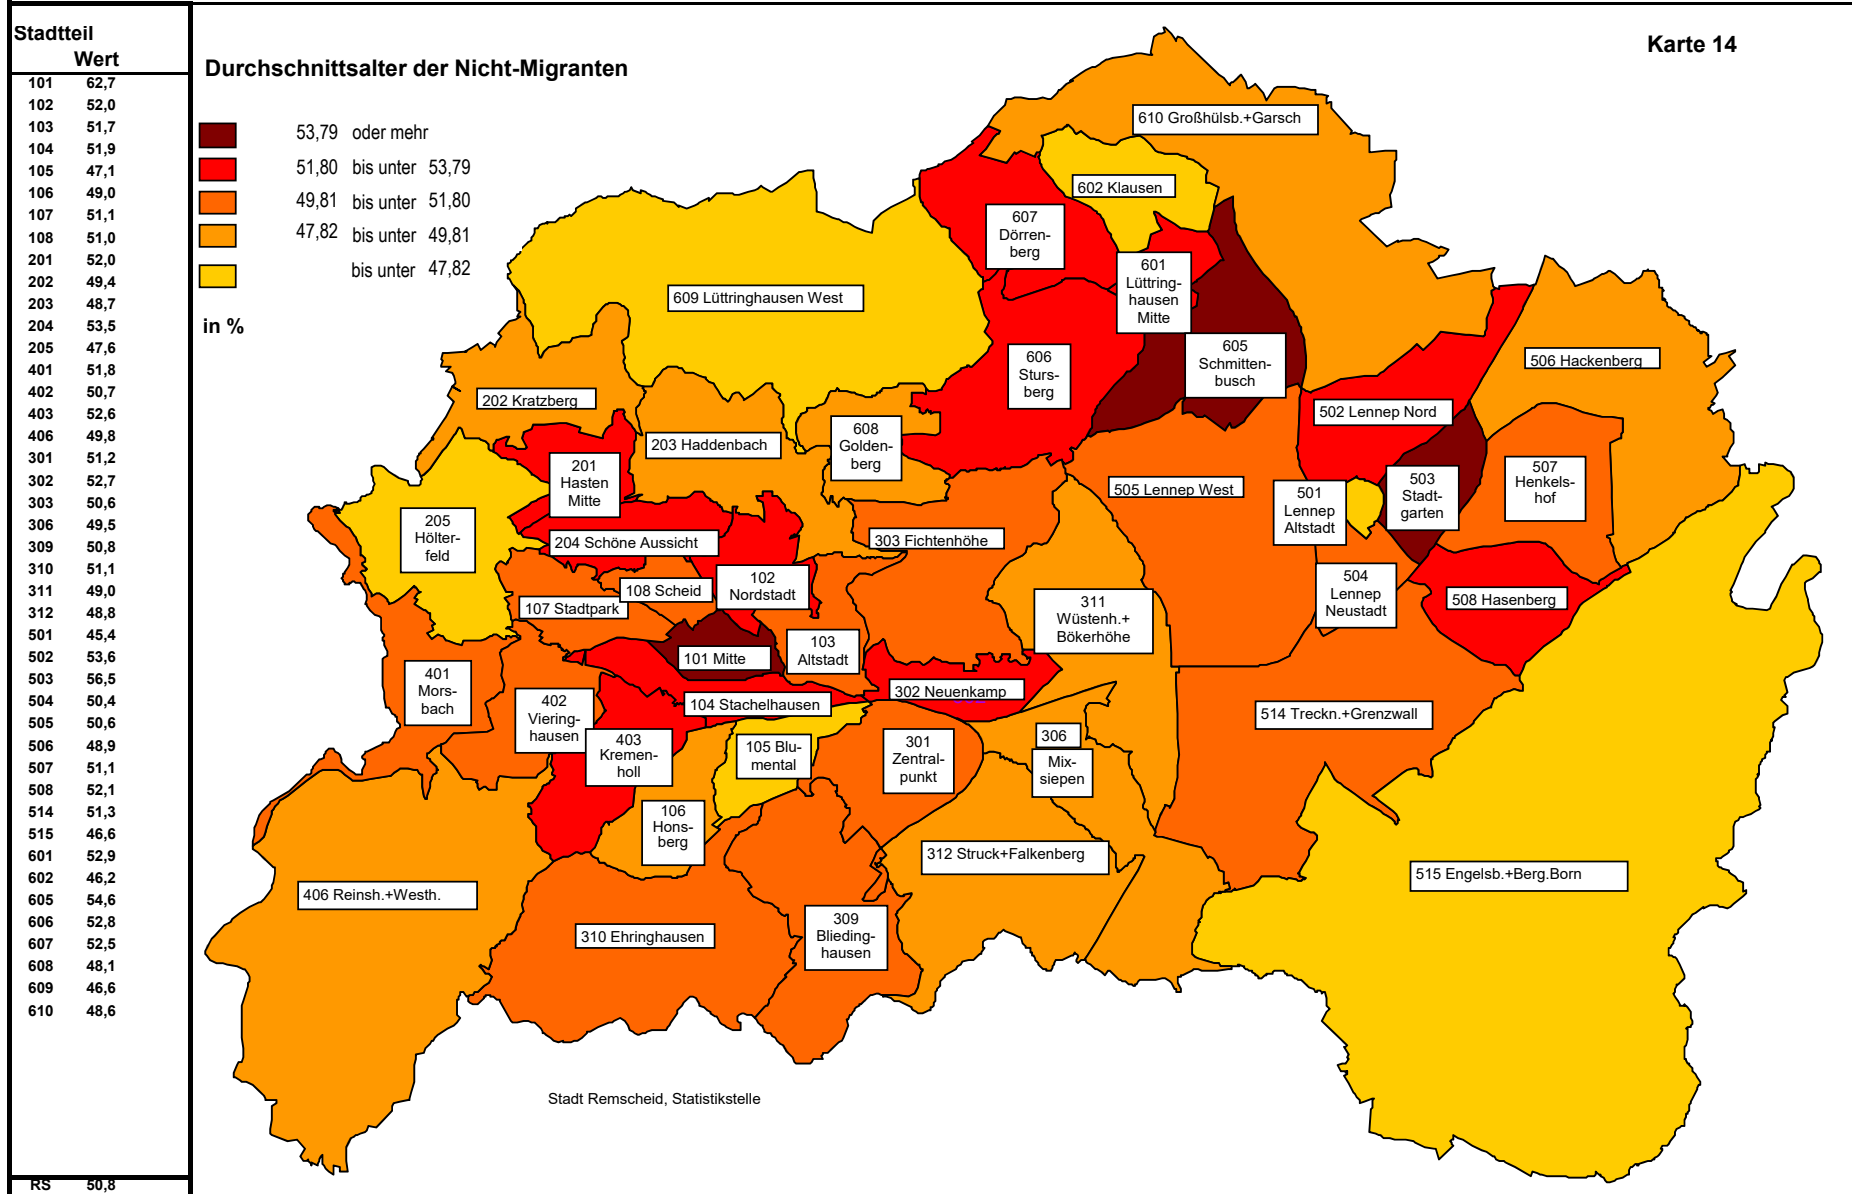 Stadtteil
Wert
101 62,7
102 52,0
103 51,7
104 51,9
105 47,1
106 49,0
107 51,1
108 51,0
201 52,0
202 49,4
203 48,7
204 53,5
205 47,6
401 51,8
402 50,7
403 52,6
406 49,8
301 51,2
302 52,7
303 50,6
306 49,5
309 50,8
310 51,1
311 49,0
312 48,8
501 45,4
502 53,6
503 56,5
504 50,4
505 50,6
506 48,9
507 51,1
508 52,1
514 51,3
515 46,6
601 52,9
602 46,2
605 54,6
606 52,8
607 52,5
608 48,1
609 46,6
610 48,6
RS 50,8
Karte 14
Durchschnittsalter der Nicht-Migranten
53,79 oder mehr
51,80 bis unter 53,79
49,81 bis unter 51,80
47,82 bis unter 49,81
bis unter 47,82
in %
610 Großhülsb.+Garsch
602 Klausen
607
Dörren-
berg
601
Lüttring-
hausen
Mitte
609 Lüttringhausen West
605
Schmitten-
busch
606
Sturs-
berg
506 Hackenberg
202 Kratzberg
502 Lennep Nord
203 Haddenbach
608
Golden-
berg
201
Hasten
Mitte
505 Lennep West
501
Lennep
Altstadt
503
Stadt-
garten
507
Henkels-
hof
205
Hölter-
feld
204 Schöne Aussicht
303 Fichtenhöhe
102
Nordstadt
108 Scheid
107 Stadtpark
504
Lennep
Neustadt
508 Hasenberg
311
Wüstenh.+
Bökerhöhe
103
Altstadt
101 Mitte
401
Mors-
bach
402
Viering-
hausen
104 Stachelhausen
302 Neuenkamp
514 Treckn.+Grenzwall
403
Kremen-
holl
105 Blu-
mental
301
Zentral-
punkt
306
Mix-
siepen
106
Hons-
berg
312 Struck+Falkenberg
515 Engelsb.+Berg.Born
406 Reinsh.+Westh.
310 Ehringhausen
309
Blieding-
hausen
Stadt Remscheid, Statistikstelle